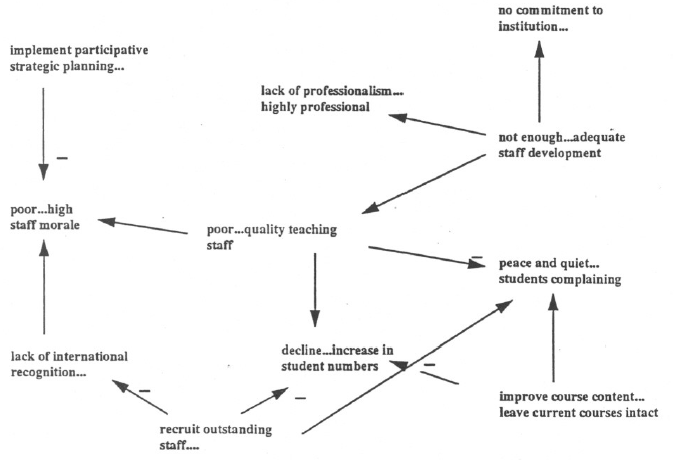 no commitment to
institution...
implement participative
strategic planning...
lack of professionalism...
highly professional
not enough...adequate
staff development
poor...high
staff morale
poor...quality teaching
staff
peace and quiet...
students complaining
decline...increase in
student numbers
lack of international
recognition...
improve course content...
leave current courses intact
recruit outstanding
staff....